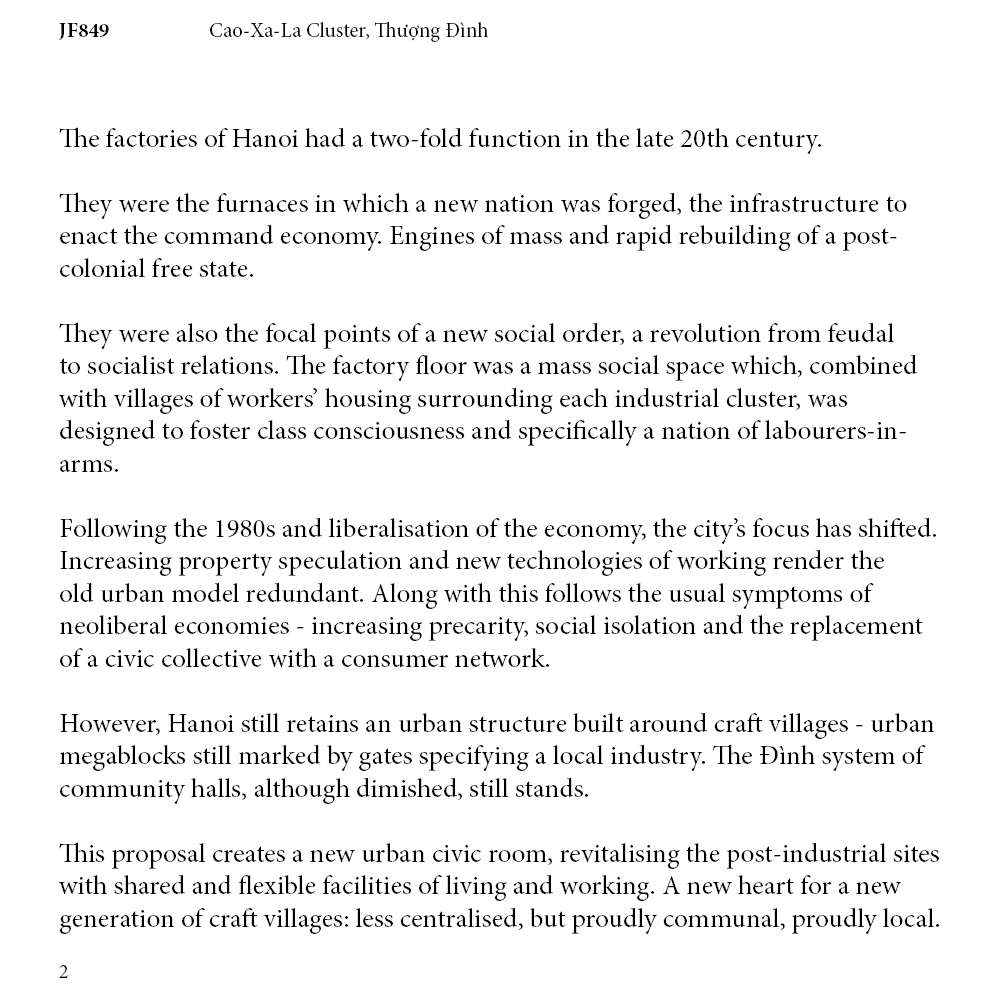 JF849 Cao-Xa-La Cluster, Thượng Đình
The factories of Hanoi had a two-fold function in the late 20th century.
They were the furnaces in which a new nation was forged, the infrastructure to
enact the command economy. Engines of mass and rapid rebuilding of a post-
colonial free state.
They were also the focal points of a new social order, a revolution from feudal
to socialist relations. The factory floor was a mass social space which, combined
with villages of workers’ housing surrounding each industrial cluster, was
designed to foster class consciousness and specifically a nation of labourers-in-
arms.
Following the 1980s and liberalisation of the economy, the city’s focus has shifted.
Increasing property speculation and new technologies of working render the
old urban model redundant. Along with this follows the usual symptoms of
neoliberal economies - increasing precarity, social isolation and the replacement
of a civic collective with a consumer network.
However, Hanoi still retains an urban structure built around craft villages - urban
megablocks still marked by gates specifying a local industry. The Đình system of
community halls, although dimished, still stands.
This proposal creates a new urban civic room, revitalising the post-industrial sites
with shared and flexible facilities of living and working. A new heart for a new
generation of craft villages: less centralised, but proudly communal, proudly local.
2